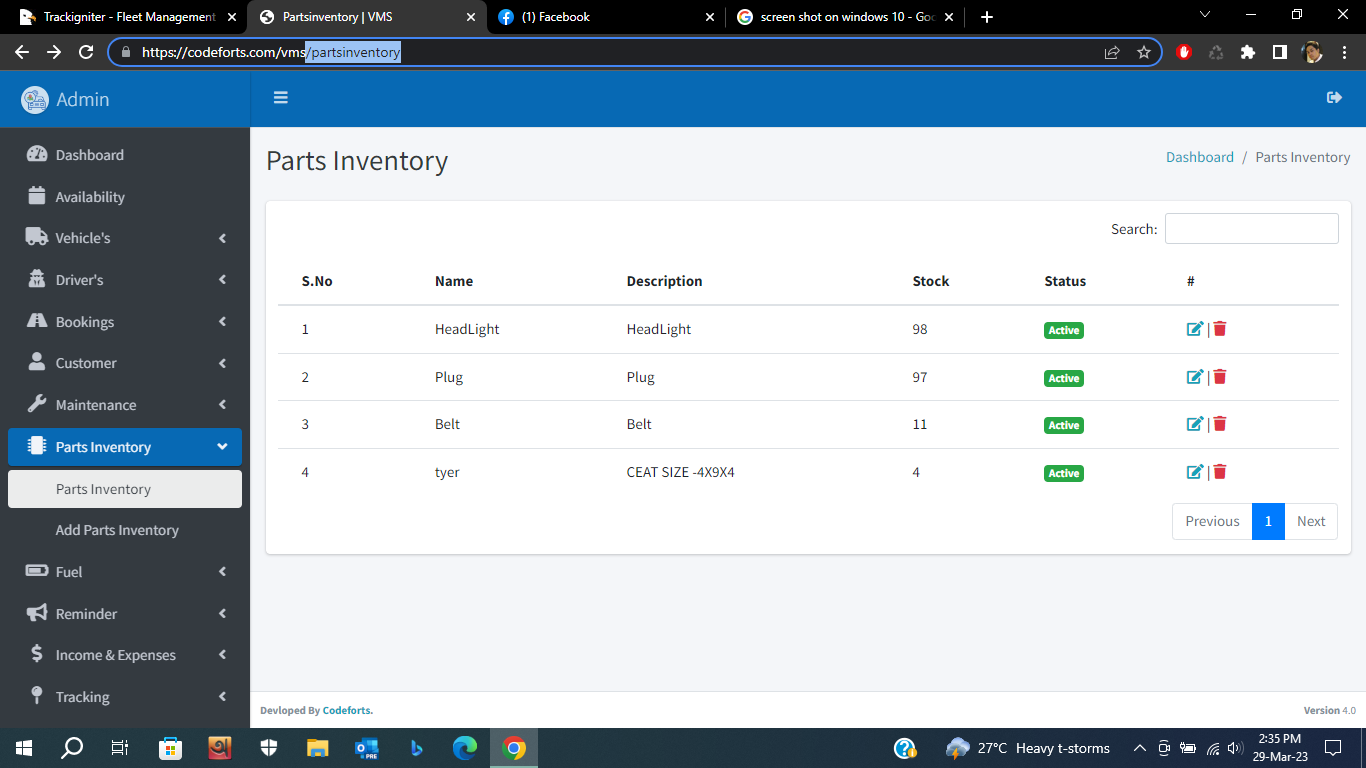 Trackigniter - Fleet Management
Partsinventory | VMS
(1) Facebook
screen shot on windows 10 - Goo
https://codeforts.com/vms/partsinventory
Admin
Dashboard
Availability
Vehicle's
Driver's
Bookings
Customer
Maintenance
Parts Inventory
Parts Inventory
Add Parts Inventory
Fuel
Reminder
Income & Expenses
Tracking
Parts Inventory
Dashboard / Parts Inventory
Search:
S.No Name Description Stock Status #
1 HeadLight HeadLight 98 Active |
2 Plug Plug 97 Active |
3 Belt Belt 11 Active |
4 tyer CEAT SIZE -4X9X4 4 Active |
Previous 1 Next
Devloped By Codeforts.
Version 4.0
PRE
27°C Heavy t-storms
2:35 PM
29-Mar-23